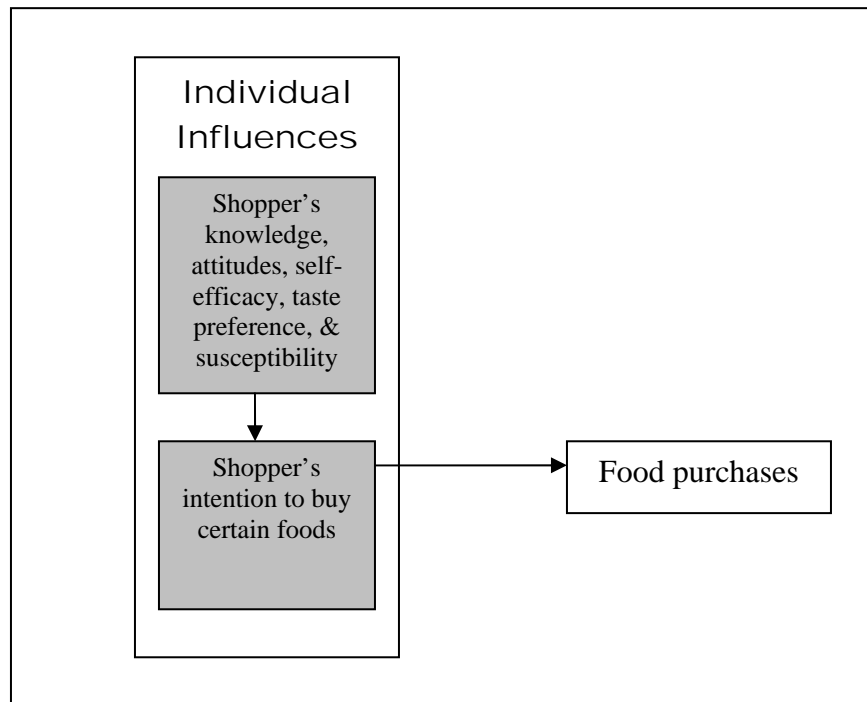 Individual
Influences
Shopper’s
knowledge,
attitudes, self-
efficacy, taste
preference, &
susceptibility
Shopper’s
intention to buy
certain foods
Food purchases